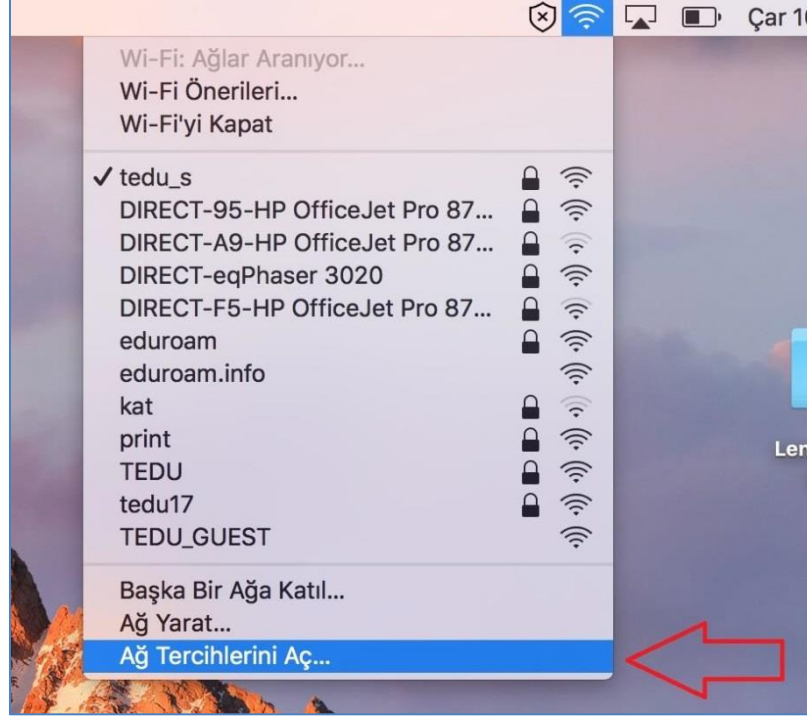 Çar
Wi-Fi: Ağlar Aranıyor...
Wi-Fi Önerileri...
Wi-Fi'yi Kapat
tedu_s
DIRECT-95-HP OfficeJet Pro 87...
DIRECT-A9-HP OfficeJet Pro 87...
DIRECT-eqPhaser 3020
DIRECT-F5-HP OfficeJet Pro 87...
eduroam
eduroam.info
kat
print
TEDU
tedu17
TEDU_GUEST
Başka Bir Ağa Katıl...
Ağ Yarat...
Ağ Tercihlerini Aç...